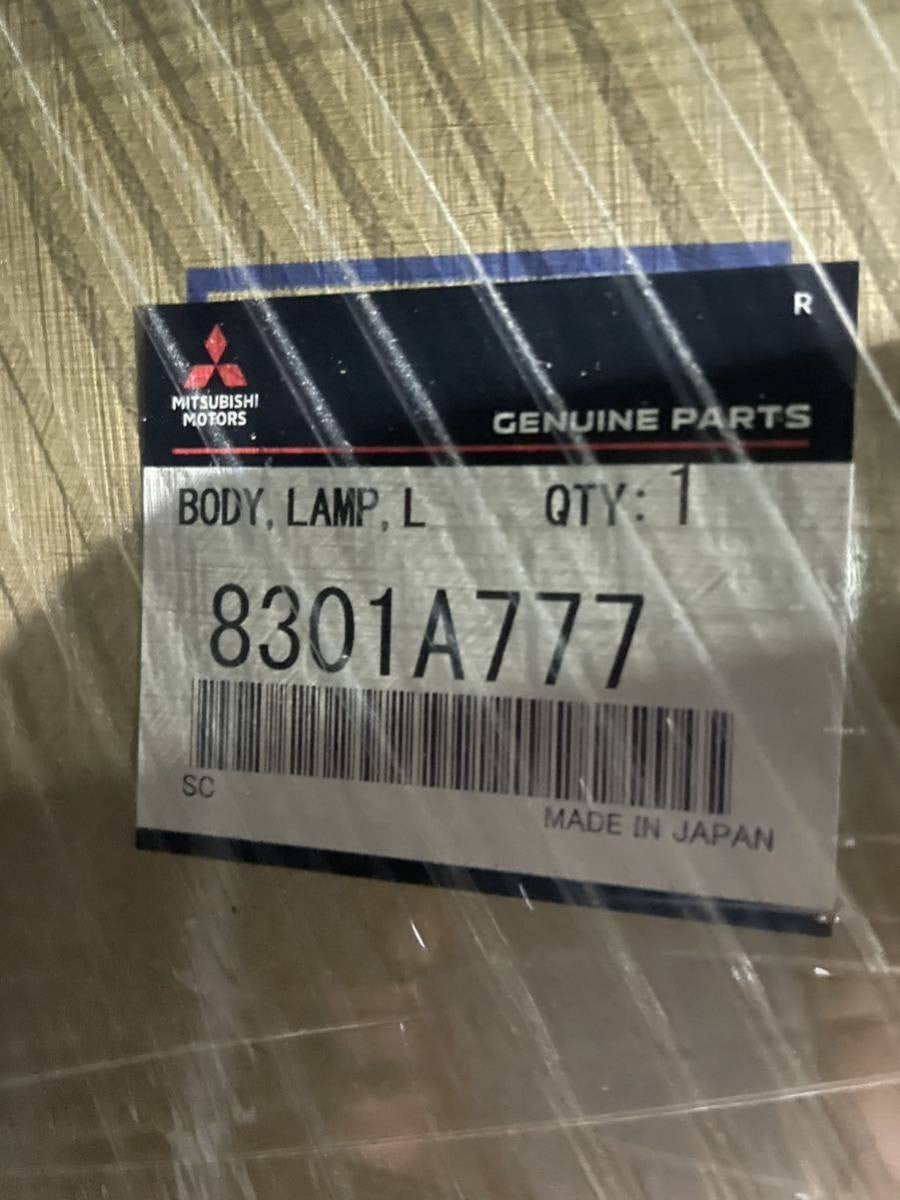 R
MITSUBISHI
MOTORS
GENUINE PARTS
BODY, LAMP, L QTY: 1
8301A777
SC
MADE IN JAPAN